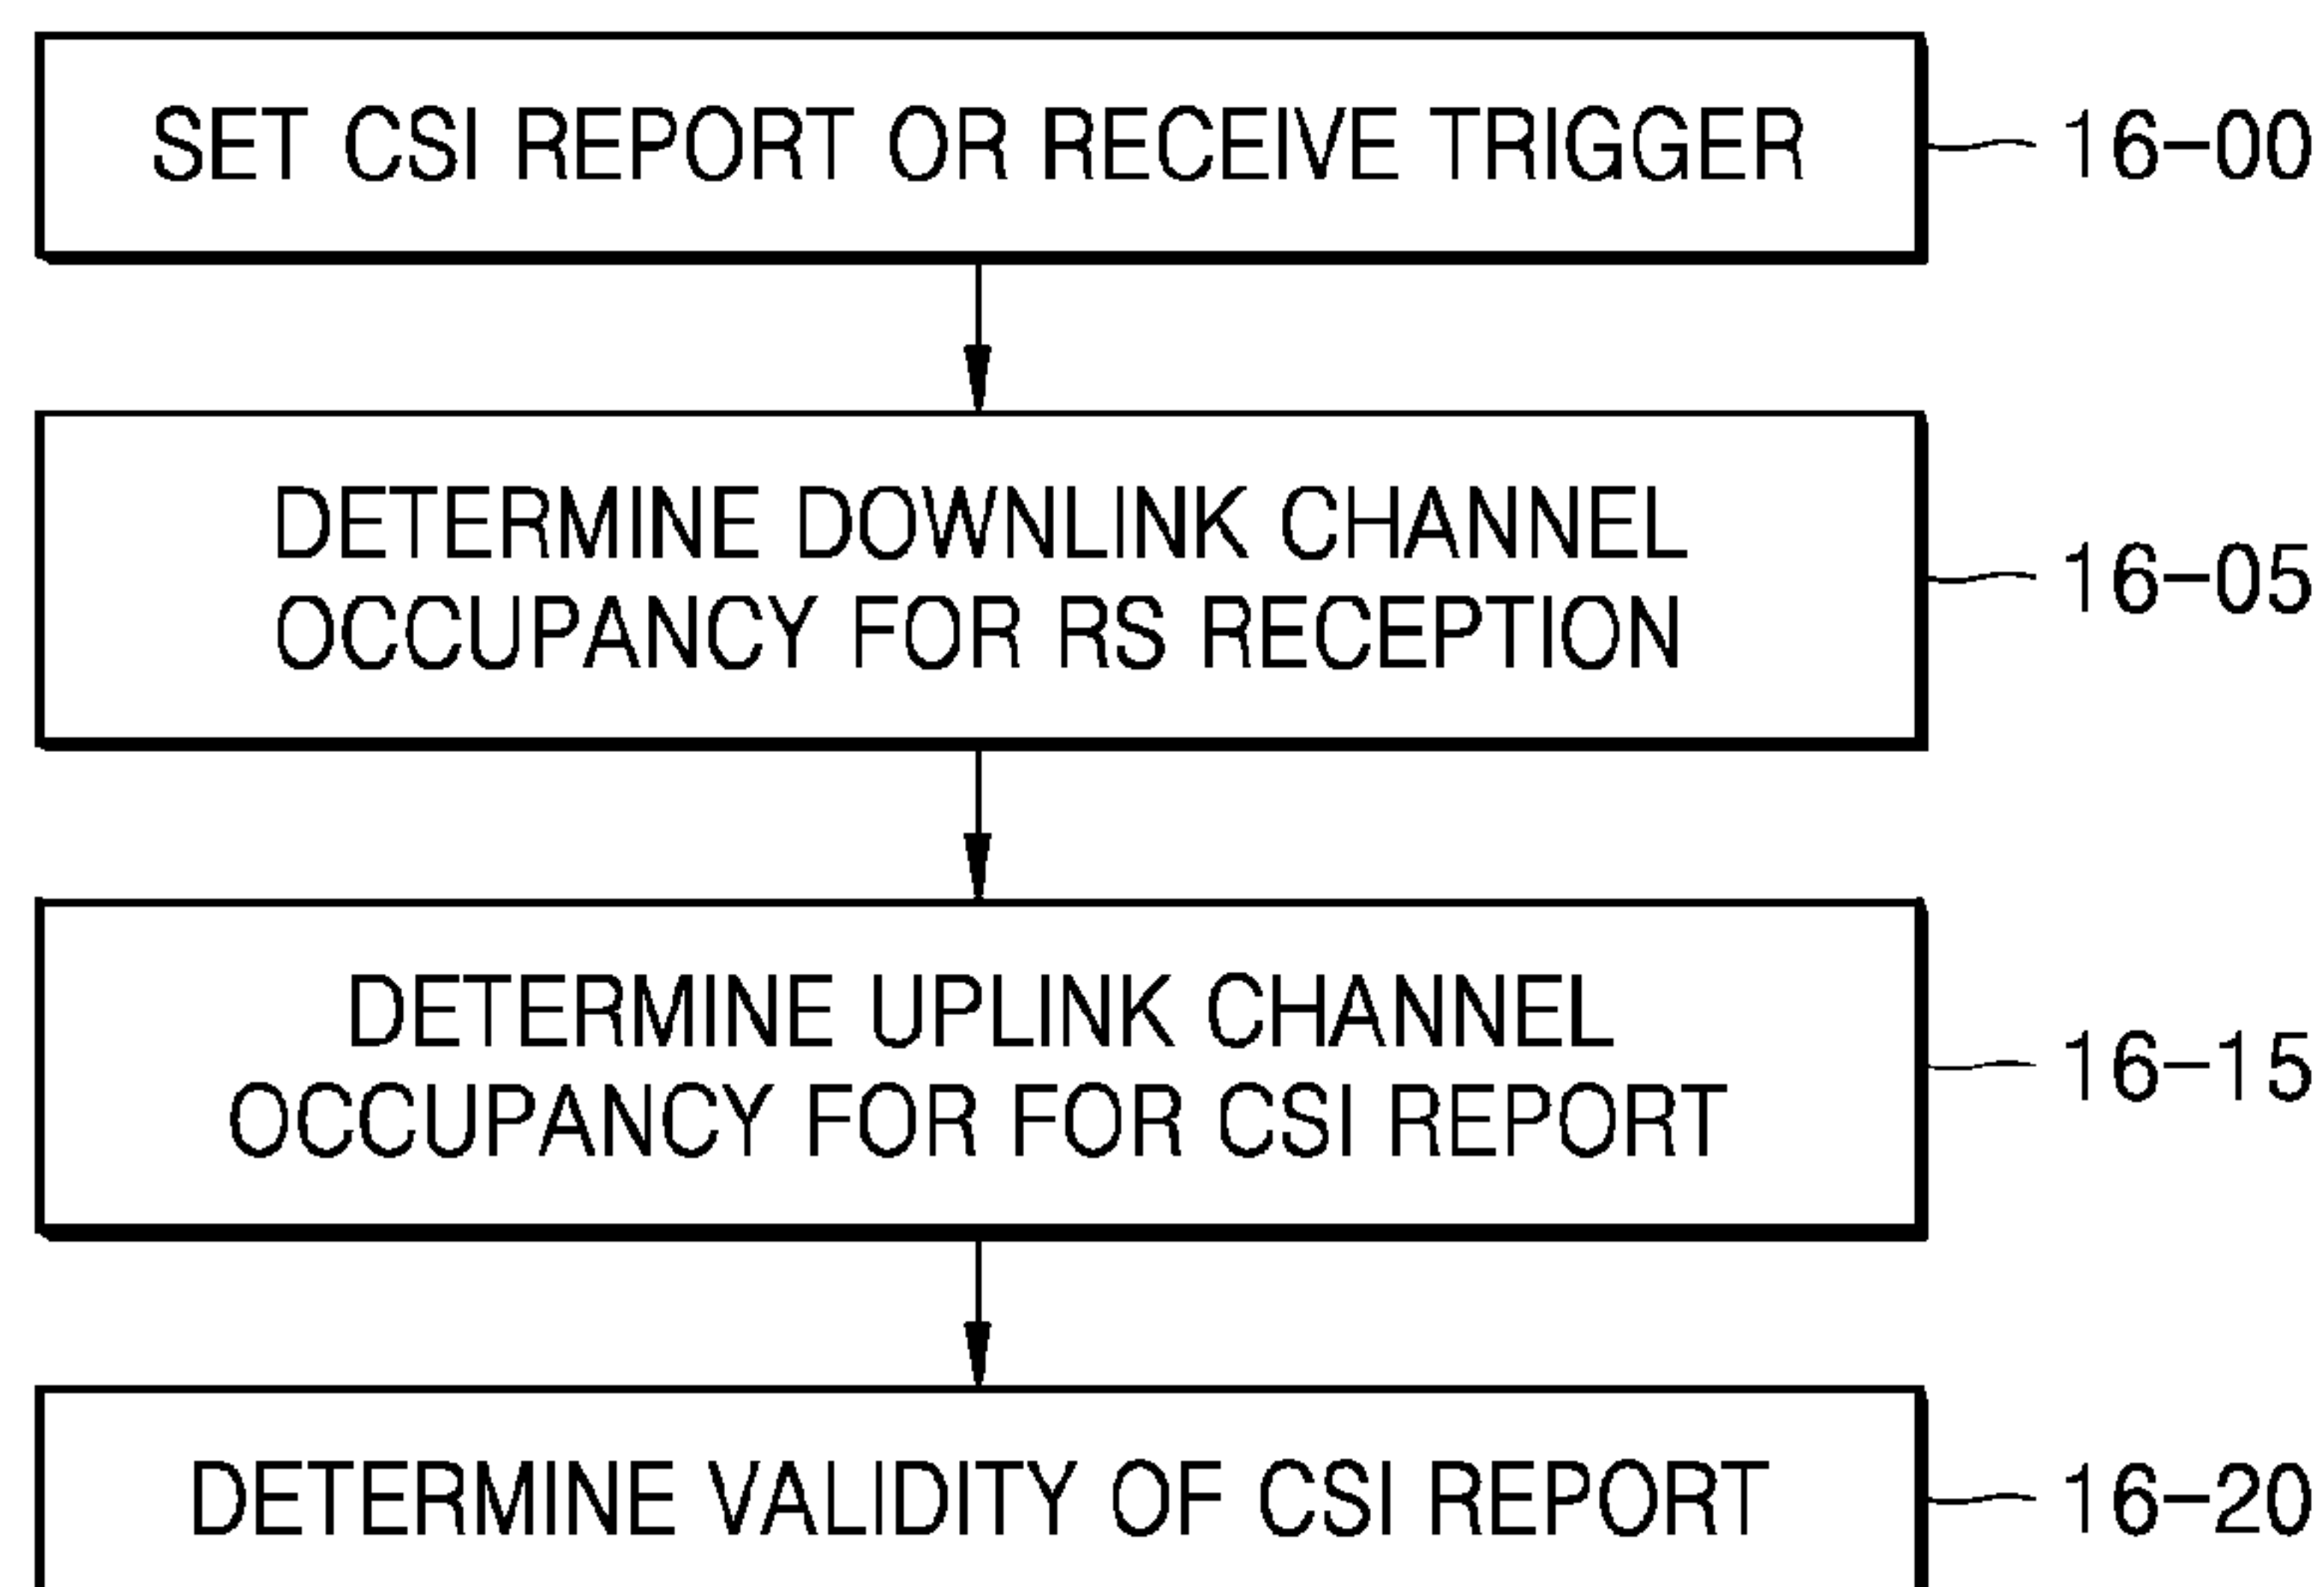 SET CSI REPORT OR RECEIVE TRIGGER
16-00
DETERMINE DOWNLINK CHANNEL
OCCUPANCY FOR RS RECEPTION
16-05
DETERMINE UPLINK CHANNEL
OCCUPANCY FOR FOR CSI REPORT
16-15
DETERMINE VALIDITY OF CSI REPORT
16-20